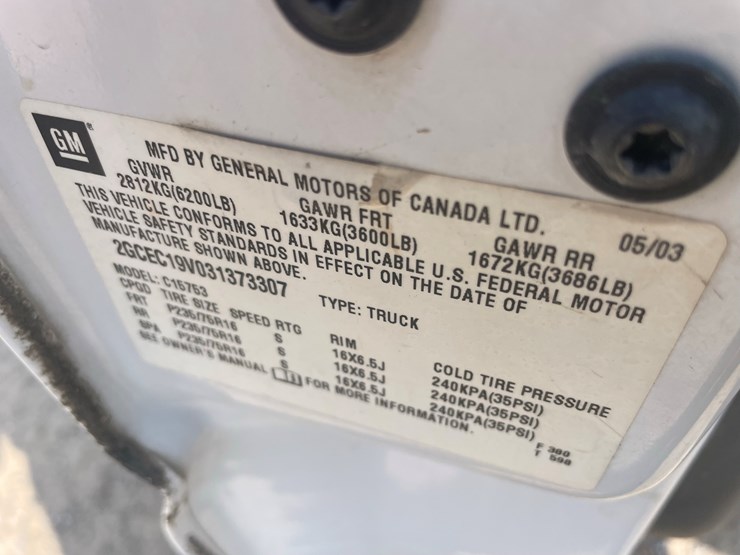 GM
MFD BY GENERAL MOTORS OF CANADA LTD. 05/03
GVWR GAWR FRT GAWR RR
2812KG(6200LB) 1633KG(3600LB) 1672KG(3686LB)
THIS VEHICLE CONFORMS TO ALL APPLICABLE U.S. FEDERAL MOTOR
VEHICLE SAFETY STANDARDS IN EFFECT ON THE DATE OF
MANUFACTURE SHOWN ABOVE.
2GCEC19V031373307 TYPE: TRUCK
MODEL: C15753
TIRE SIZE SPEED RTG RIM COLD TIRE PRESSURE
FRT P235/75R16 S 16X6.5J 240KPA(35PSI)
RR P235/75R16 S 16X6.5J 240KPA(35PSI)
SPA P235/75R16 S 16X6.5J 240KPA(35PSI)
SEE OWNER'S MANUAL FOR MORE INFORMATION.
F 380
T 598